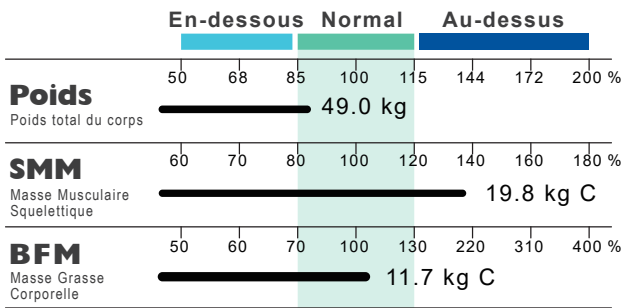 En-dessous Normal Au-dessus
50 68 85 100 115 144 172 200 %
Poids
Poids total du corps
49.0 kg
60 70 80 100 120 140 160 180 %
SMM
Masse Musculaire
Squelettique
19.8 kg C
50 60 70 100 130 220 310 400 %
BFM
Masse Grasse
Corporelle
11.7 kg C